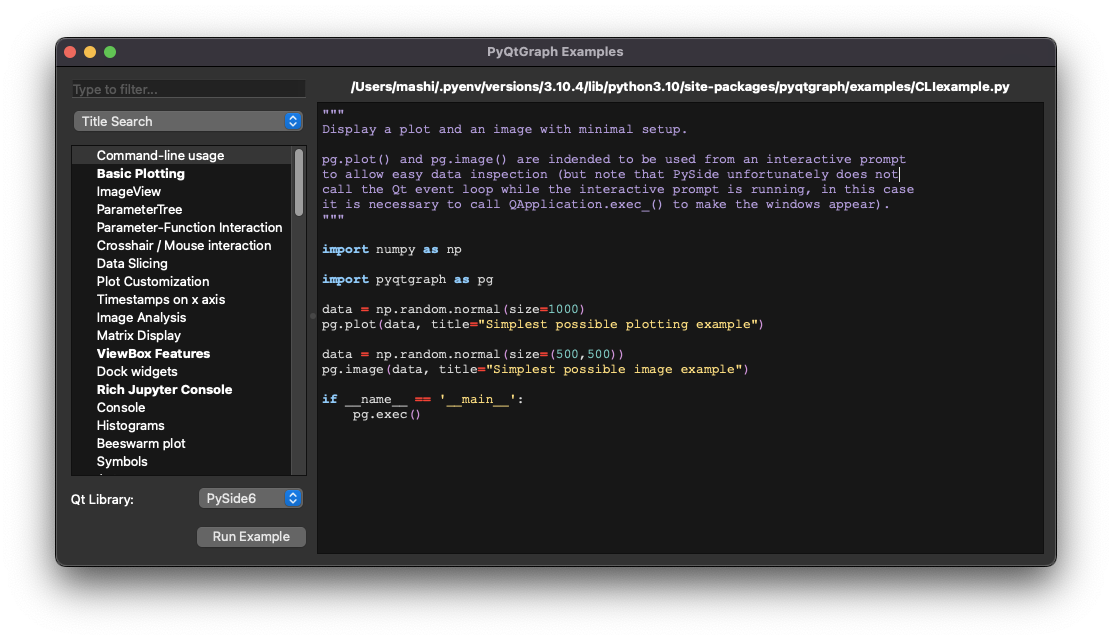 PyQtGraph Examples
Type to filter...
Title Search
Command-line usage
Basic Plotting
ImageView
ParameterTree
Parameter-Function Interaction
Crosshair / Mouse interaction
Data Slicing
Plot Customization
Timestamps on x axis
Image Analysis
Matrix Display
ViewBox Features
Dock widgets
Rich Jupyter Console
Console
Histograms
Beeswarm plot
Symbols
Qt Library:
PySide6
Run Example
/Users/mashi/.pyenv/versions/3.10.4/lib/python3.10/site-packages/pyqtgraph/examples/CLIexample.py
"""
Display a plot and an image with minimal setup.
pg.plot() and pg.image() are indended to be used from an interactive prompt
to allow easy data inspection (but note that PySide unfortunately does not
call the Qt event loop while the interactive prompt is running, in this case
it is necessary to call QApplication.exec_() to make the windows appear).
"""
import numpy as np
import pyqtgraph as pg
data = np.random.normal(size=1000)
pg.plot(data, title="Simplest possible plotting example")
data = np.random.normal(size=(500,500))
pg.image(data, title="Simplest possible image example")
if __name__ == '__main__':
    pg.exec()